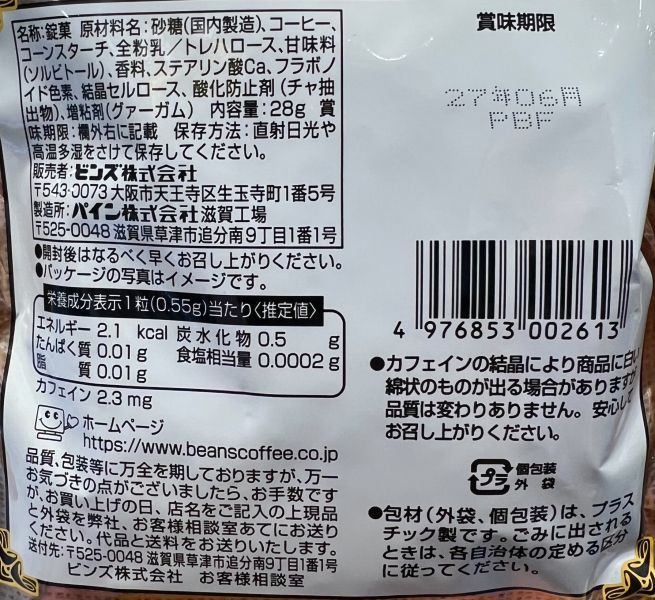 名称:錠菓 原材料名:砂糖(国内製造)、コーヒー、
コーンスターチ、全粉乳／トレハロース、甘味料
(ソルビトール)、香料、ステアリン酸Ca、フラボノ
イド色素、結晶セルロース、酸化防止剤(チャ抽
出物)、増粘剤(グァーガム) 内容量:28g 賞
味期限:欄外右に記載 保存方法:直射日光や
高温多湿をさけて保存してください。
販売者:ビンズ株式会社
〒543-0073 大阪市天王寺区生玉寺町1番5号
製造所:パイン株式会社 滋賀工場
〒525-0048 滋賀県草津市追分南9丁目1番1号
●開封後はなるべく早くお召し上がりください。
●パッケージの写真はイメージです。
栄養成分表示1粒(0.55g)当たり〈推定値〉
エネルギー 2.1 kcal 炭水化物 0.5 g
たんぱく質 0.01g 食塩相当量 0.0002g
脂質 0.01g
カフェイン 2.3 mg
ホームページ
https://www.beanscoffee.co.jp
品質、包装等に万全を期しておりますが、万一
お気づきの点がございましたら、お手数です
が、お買い上げの日、店名をご記入の上現品
と外袋を弊社、お客様相談室あてにお送り
ください。代品と送料をお送りいたします。
送付先:〒525-0048 滋賀県草津市追分南9丁目1番1号
ビンズ株式会社 お客様相談室
賞味期限
27年06月
PBF
4 976853 002613
●カフェインの結晶により商品に白い
綿状のものが出る場合がありますが
品質は変わりありません。安心して
お召し上がりください。
プラ
個包装
外 袋
●包材(外袋、個包装)は、プラス
チック製です。ごみに出される
ときは、各自治体の定める区分
に従ってください。